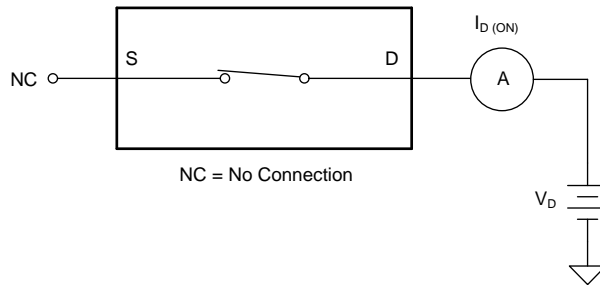 I_D (ON)
S
D
NC
A
NC = No Connection
V_D